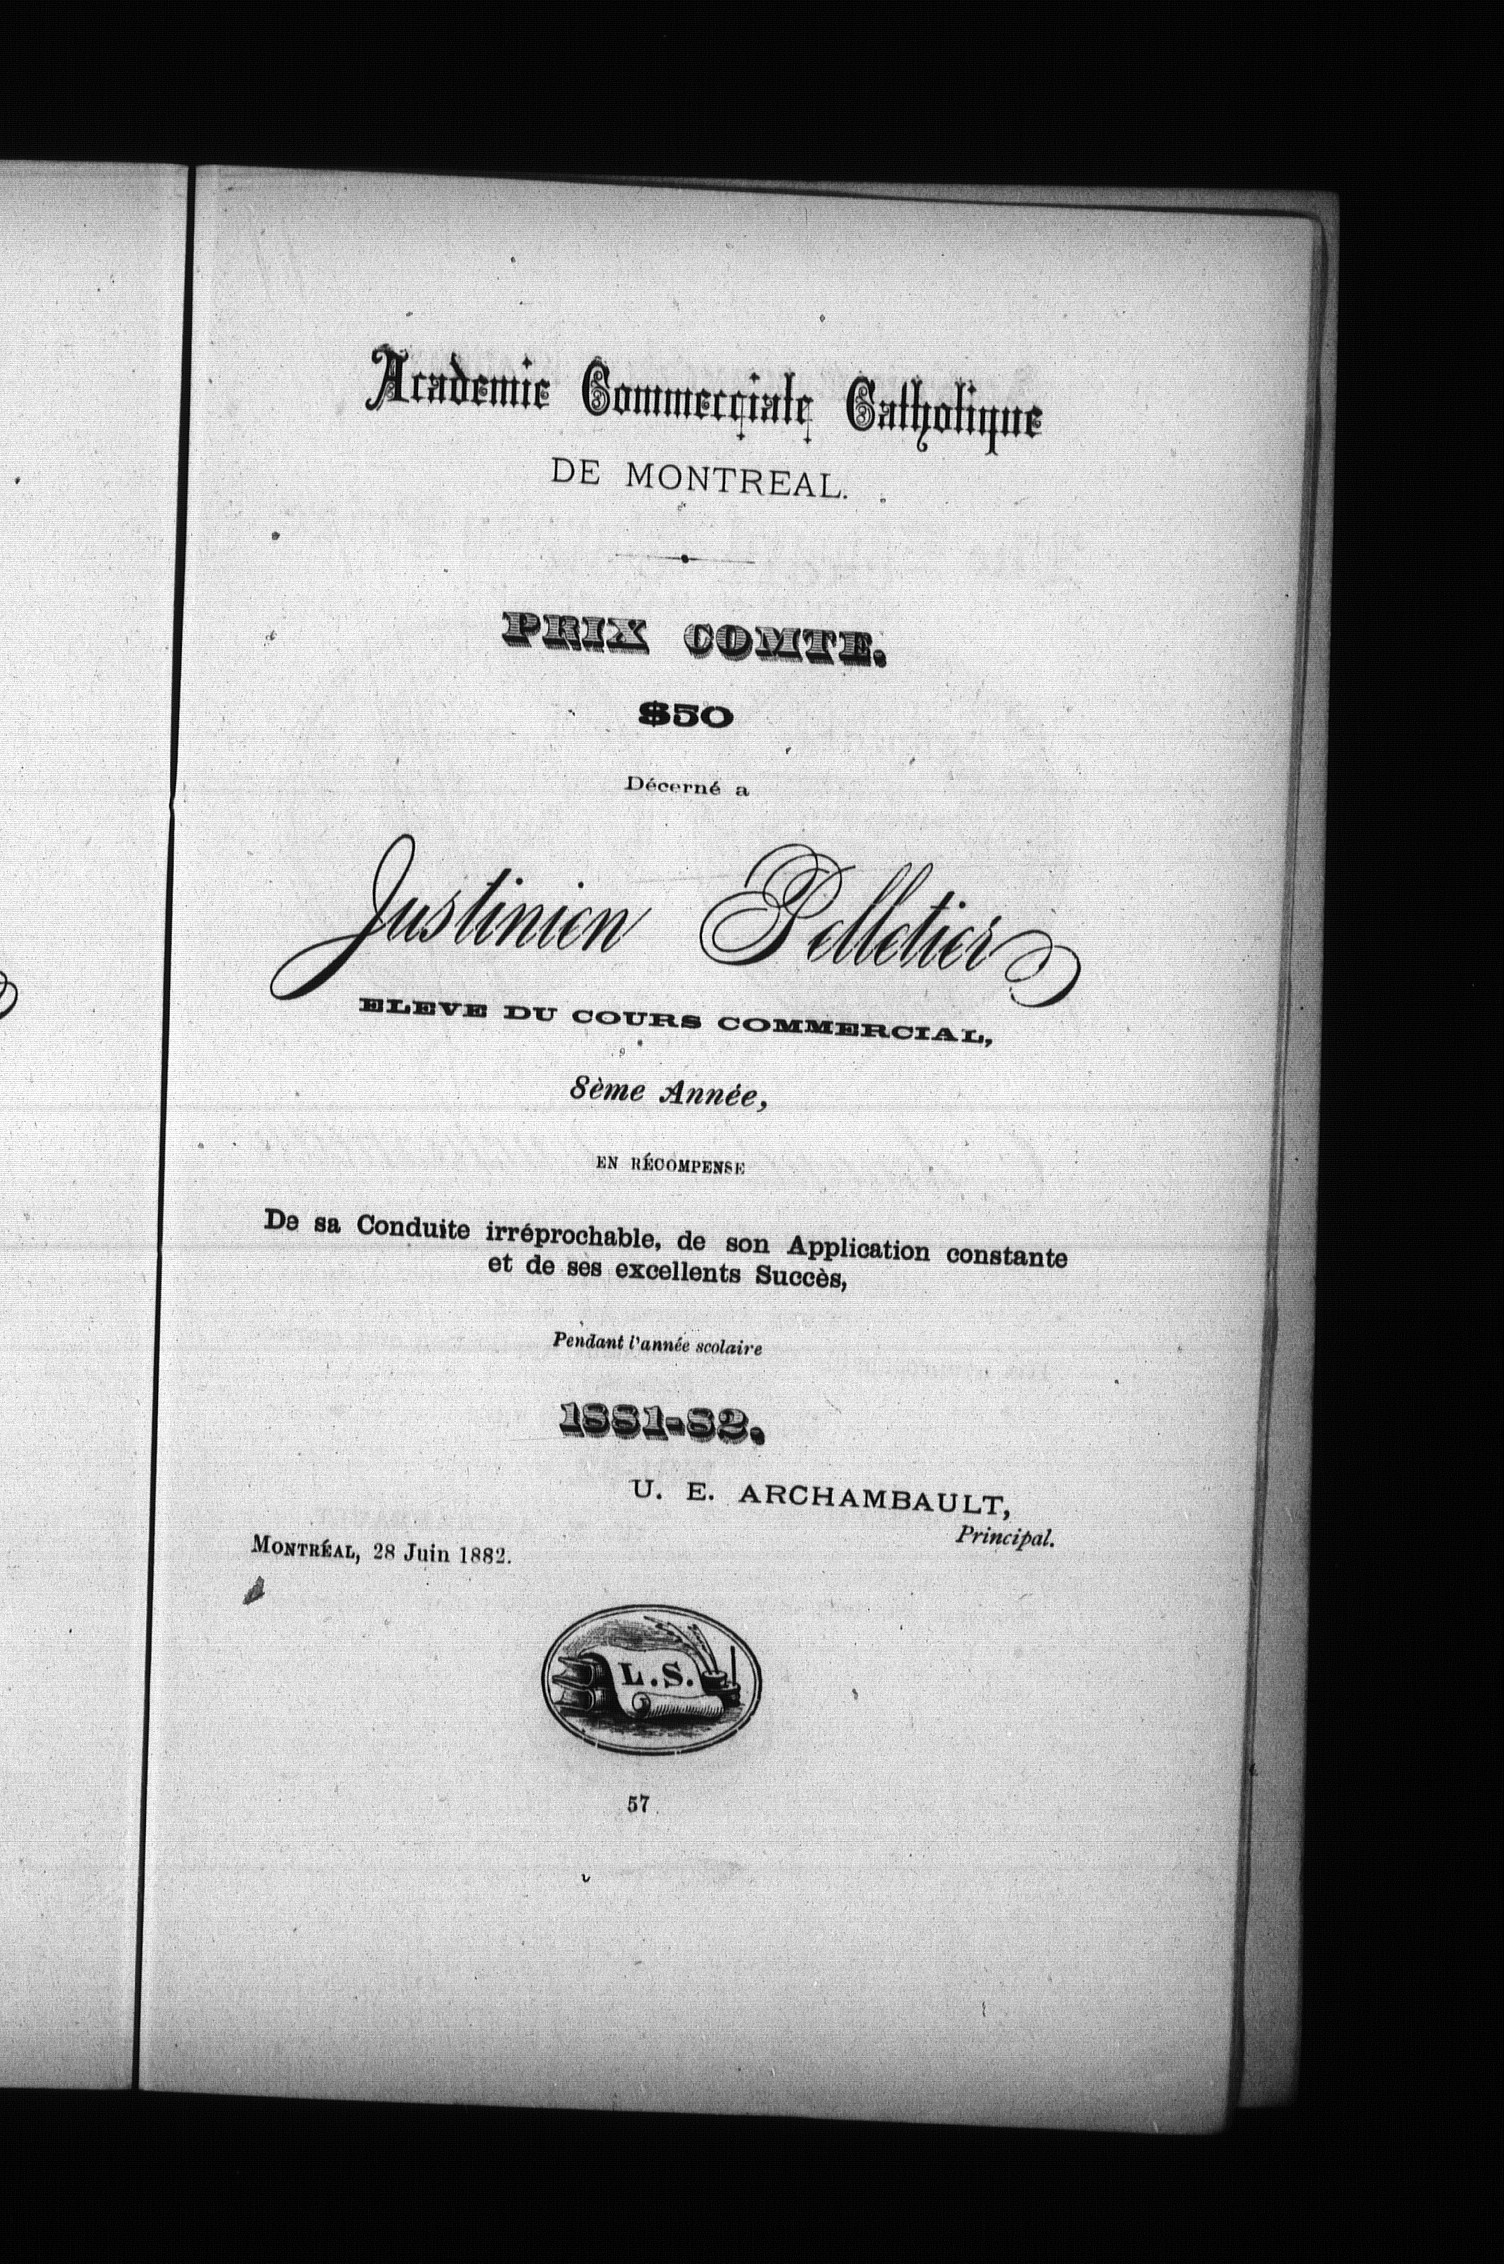 Academie Commerciale Catholique
DE MONTREAL.
PRIX COMTE.
$50
Décerné a
Justinien Pelletier
ELEVE DU COURS COMMERCIAL,
8ème Année,
EN RÉCOMPENSE
De sa Conduite irréprochable, de son Application constante
et de ses excellents Succès,
Pendant l'année scolaire
1881-82.
U. E. ARCHAMBAULT,
Principal.
MONTRÉAL, 28 Juin 1882.
L.S.
57